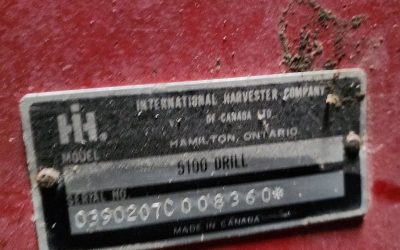 INTERNATIONAL HARVESTER COMPANY
OF CANADA LTD.
IH. HAMILTON, ONTARIO
MODEL 5100 DRILL
SERIAL NO. 0390207C008360*
MADE IN CANADA